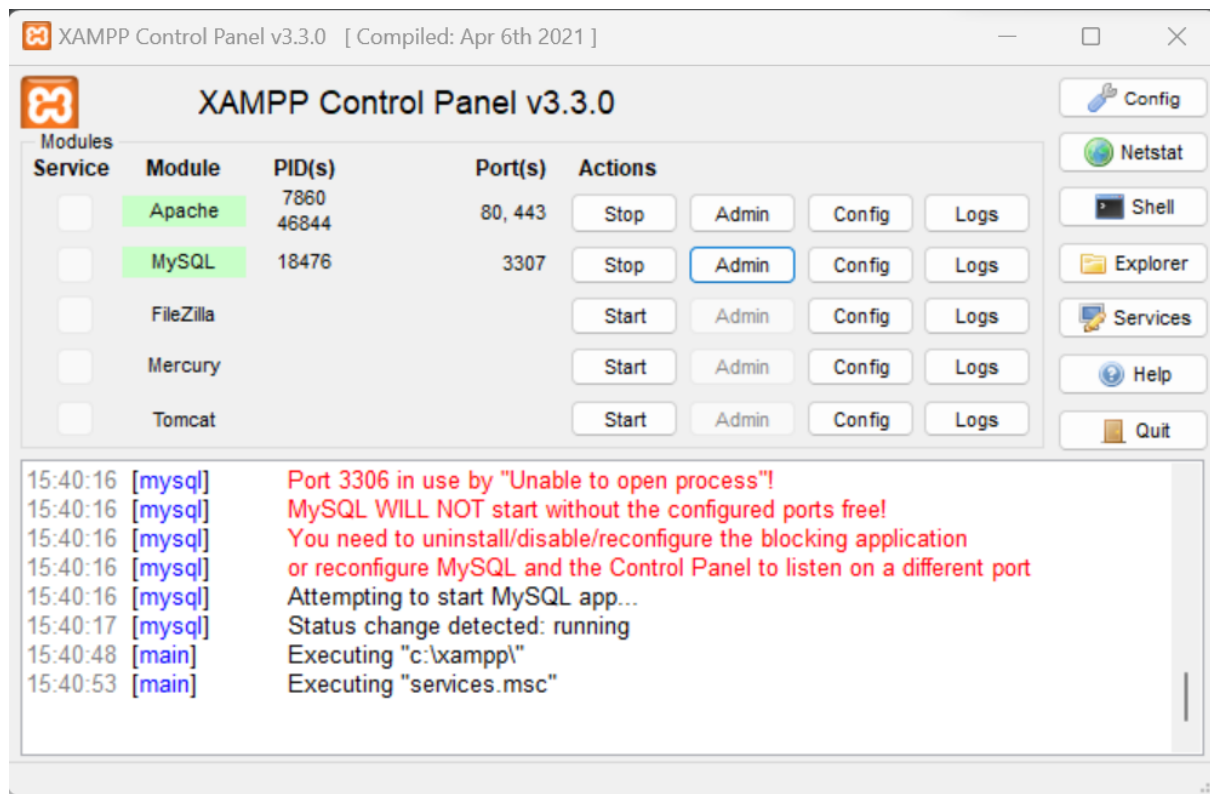 XAMPP Control Panel v3.3.0 [ Compiled: Apr 6th 2021 ]
XAMPP Control Panel v3.3.0
Config
Modules
Netstat
Service Module PID(s) Port(s) Actions
Apache 7860 80, 443 Stop Admin Config Logs
46844
Shell
MySQL 18476 3307 Stop Admin Config Logs
Explorer
FileZilla Start Admin Config Logs
Services
Mercury Start Admin Config Logs
Help
Tomcat Start Admin Config Logs
Quit
15:40:16 [mysql] Port 3306 in use by "Unable to open process"!
15:40:16 [mysql] MySQL WILL NOT start without the configured ports free!
15:40:16 [mysql] You need to uninstall/disable/reconfigure the blocking application
15:40:16 [mysql] or reconfigure MySQL and the Control Panel to listen on a different port
15:40:16 [mysql] Attempting to start MySQL app...
15:40:17 [mysql] Status change detected: running
15:40:48 [main] Executing "c:\xampp\"
15:40:53 [main] Executing "services.msc"